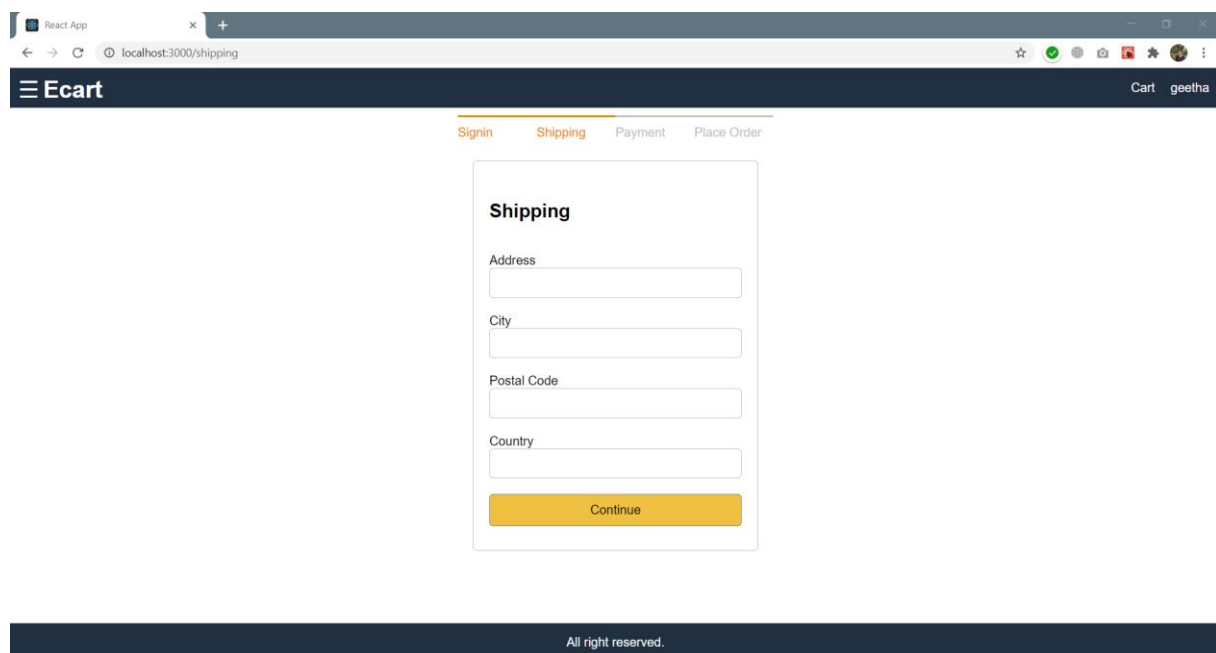 React App
localhost:3000/shipping
☰ Ecart Cart geetha
Signin Shipping Payment Place Order
Shipping
Address
City
Postal Code
Country
Continue
All right reserved.